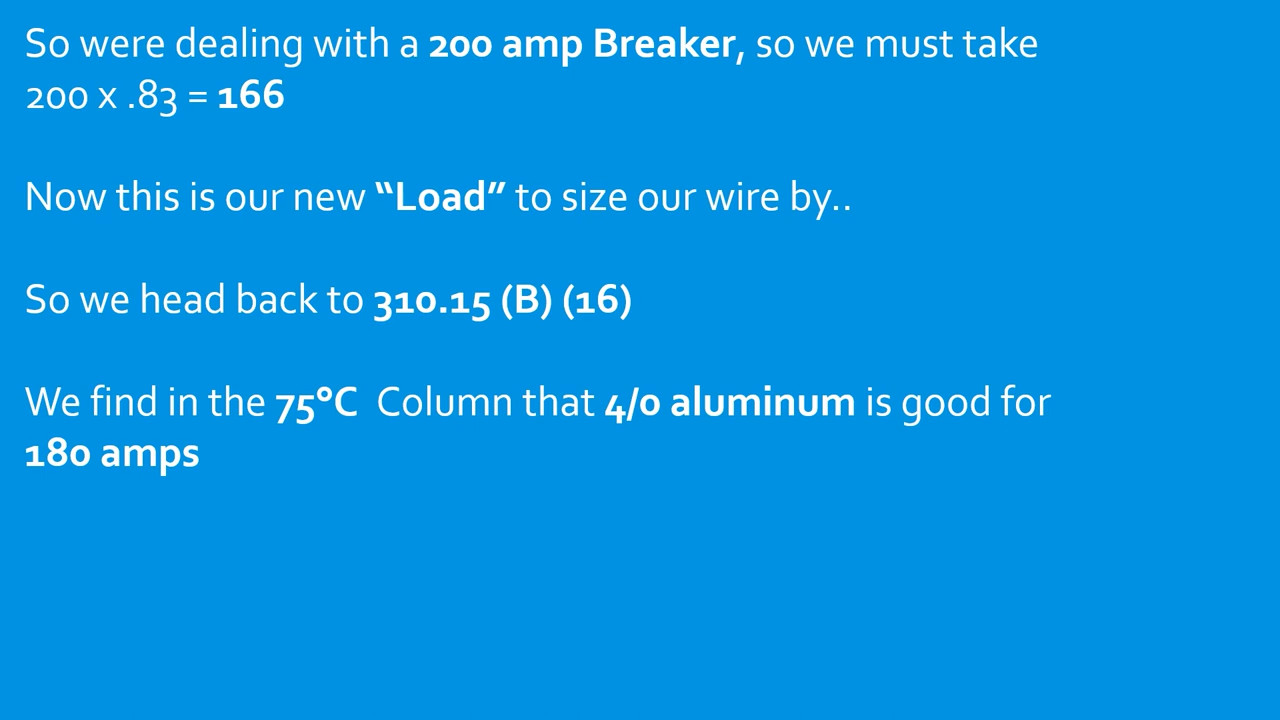 So were dealing with a 200 amp Breaker, so we must take
200 x .83 = 166
Now this is our new “Load” to size our wire by..
So we head back to 310.15 (B) (16)
We find in the 75°C  Column that 4/0 aluminum is good for
180 amps